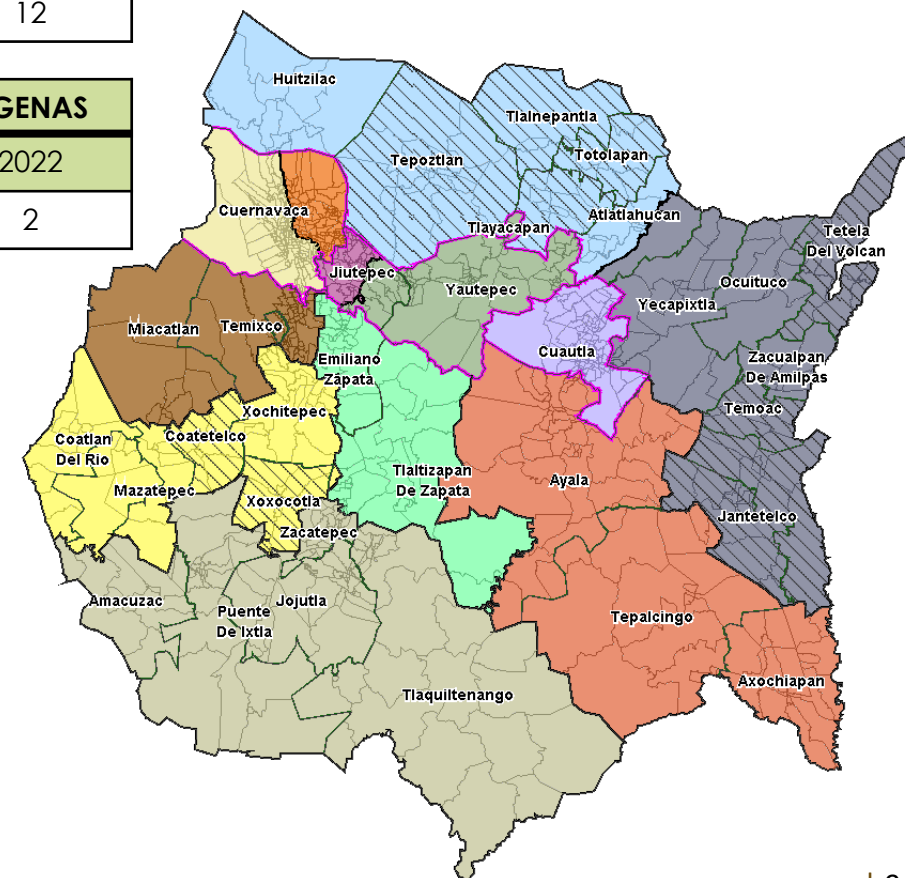 12
GENAS
2022
2
Huitzilac
Tlalnepantla
Tepoztlan
Totolapan
Cuernavaca
Atlatlahucan
Tlayacapan
Tetela
Del Volcan
Jiutepec
Ocuituco
Yautepec
Yecapixtla
Miacatlan
Temixco
Cuautla
Emiliano
Zapata
Zacualpan
De Amilpas
Xochitepec
Temoac
Coatlan
Del Rio
Coatetelco
Tlaltizapan
De Zapata
Ayala
Mazatepec
Xoxocotla
Jantetelco
Zacatepec
Amacuzac
Puente
De Ixtla
Jojutla
Tepalcingo
Axochiapan
Tlaquiltenango